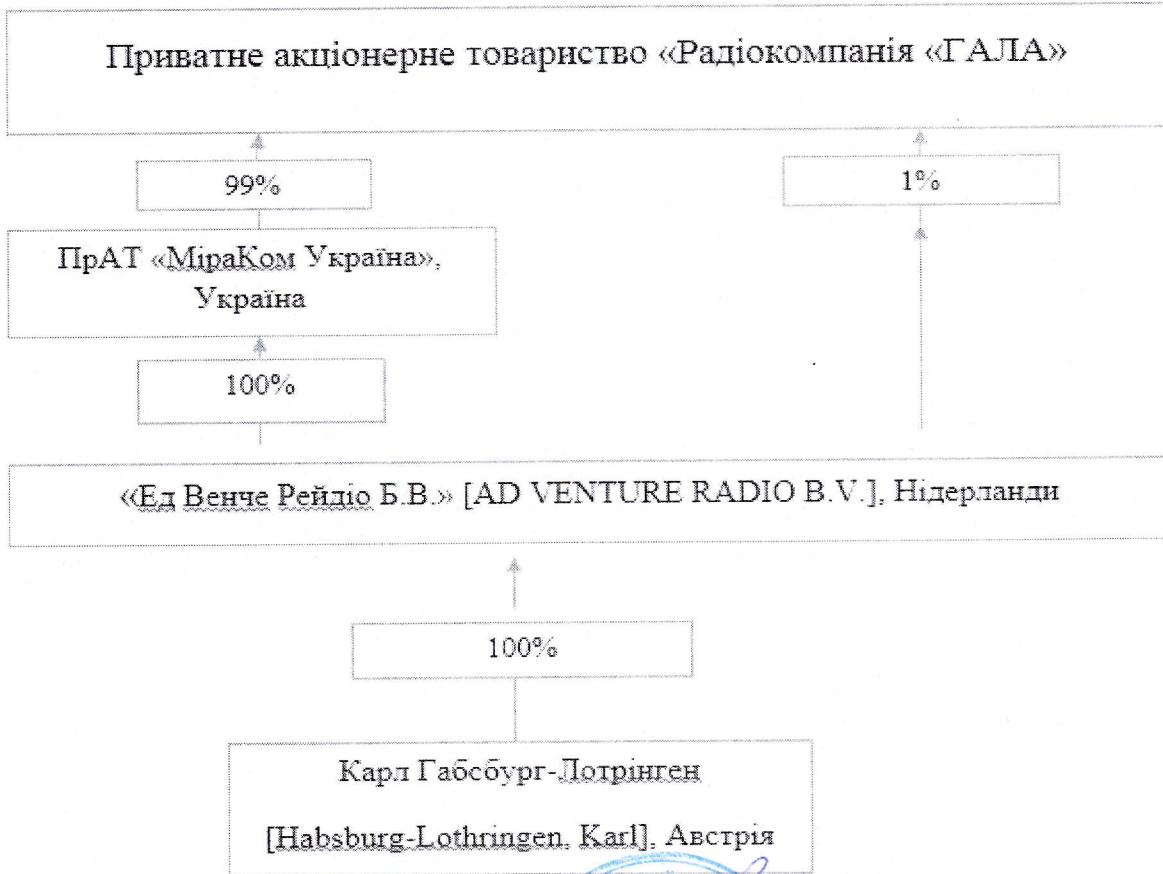 Приватне акціонерне товариство «Радіокомпанія «ГАЛА»
99%
1%
ПрАТ «МіраКом Україна»,
Україна
100%
«Ед Венче Рейдіо Б.В.» [AD VENTURE RADIO B.V.], Нідерланди
100%
Карл Габсбург-Лотрінген
[Habsburg-Lothringen, Karl], Австрія